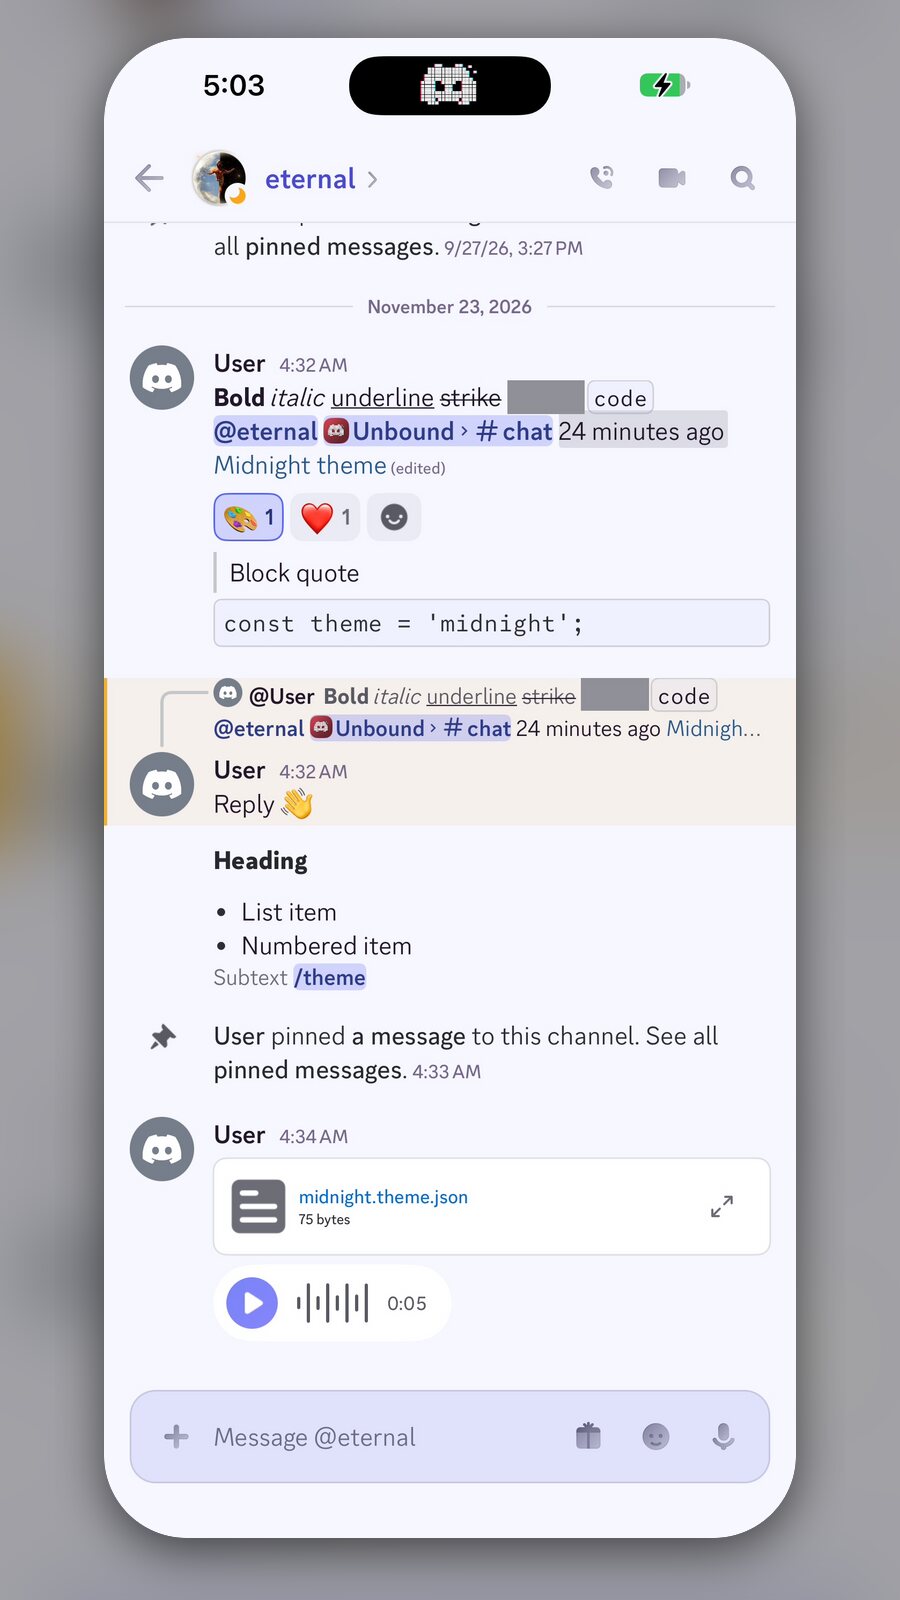 5:03
eternal
all pinned messages. 9/27/26, 3:27 PM
November 23, 2026
User 4:32 AM
Bold italic underline strike code
@eternal Unbound › # chat 24 minutes ago
Midnight theme (edited)
1 1
Block quote
const theme = 'midnight';
@User Bold italic underline strike code
@eternal Unbound › # chat 24 minutes ago Midnigh...
User 4:32 AM
Reply 👋
Heading
• List item
• Numbered item
Subtext /theme
User pinned a message to this channel. See all
pinned messages. 4:33 AM
User 4:34 AM
midnight.theme.json
75 bytes
0:05
Message @eternal